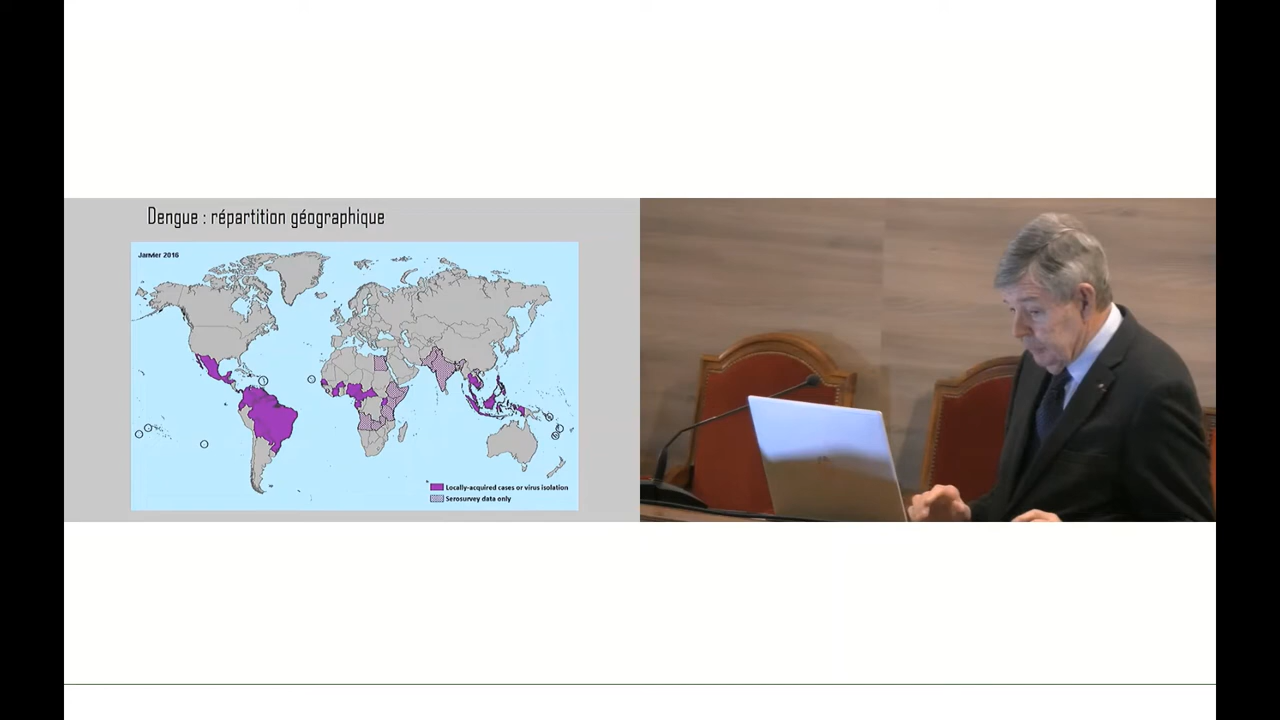 Dengue : répartition géographique
Janvier 2016
Locally-acquired cases or virus isolation
Serosurvey data only